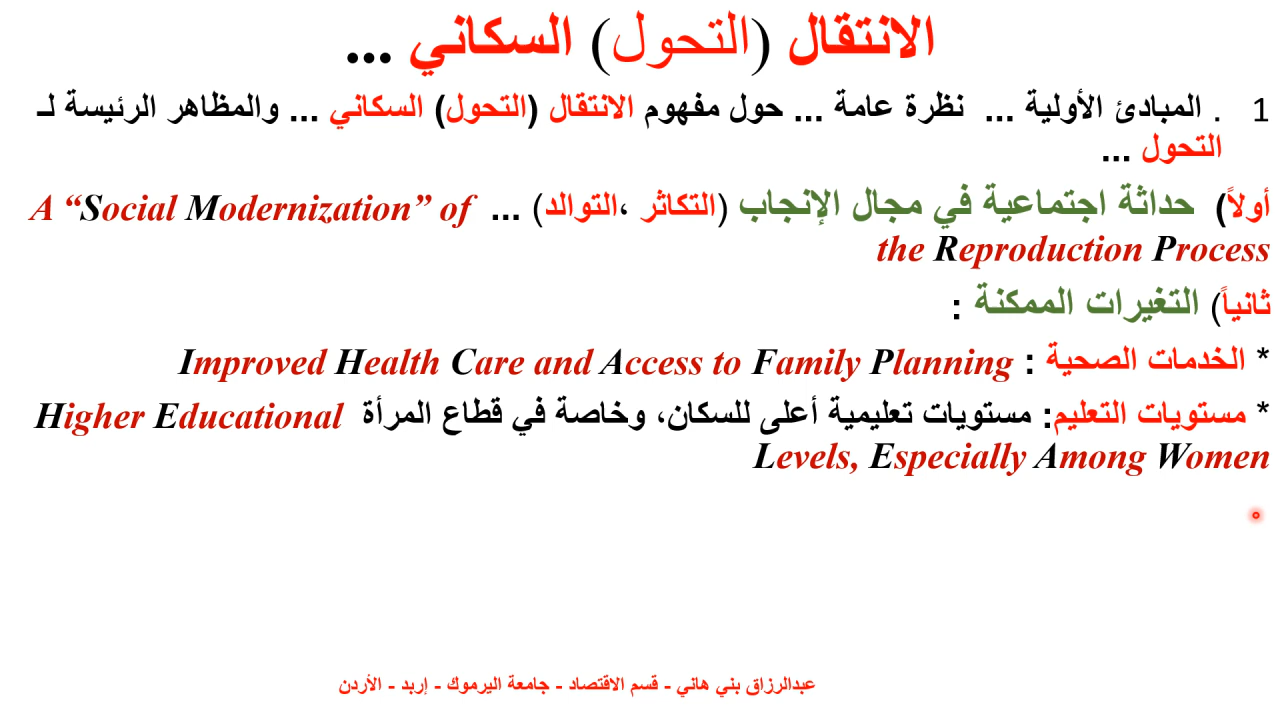 الانتقال (التحول) السكاني ...
1. المبادئ الأولية ... نظرة عامة ... حول مفهوم الانتقال (التحول) السكاني ... والمظاهر الرئيسة لـ
التحول ...
أولاً) حداثة اجتماعية في مجال الإنجاب (التكاثر ،التوالد) ... A “Social Modernization” of
the Reproduction Process
ثانياً) التغيرات الممكنة :
* الخدمات الصحية : Improved Health Care and Access to Family Planning
* مستويات التعليم: مستويات تعليمية أعلى للسكان، وخاصة في قطاع المرأة Higher Educational
Levels, Especially Among Women
عبدالرزاق بني هاني - قسم الاقتصاد - جامعة اليرموك - إربد - الأردن